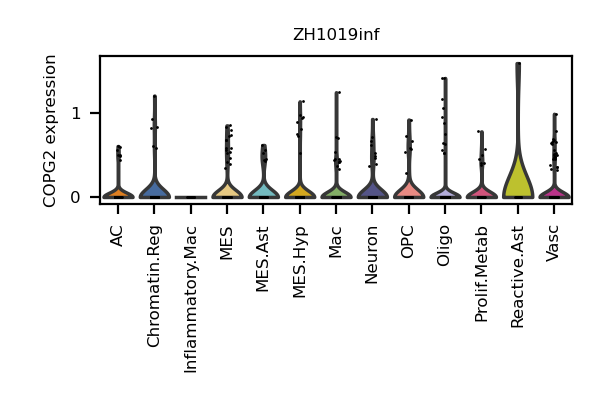 ZH1019inf
COPG2 expression
1
0
AC
Chromatin.Reg
Inflammatory.Mac
MES
MES.Ast
MES.Hyp
Mac
Neuron
OPC
Oligo
Prolif.Metab
Reactive.Ast
Vasc